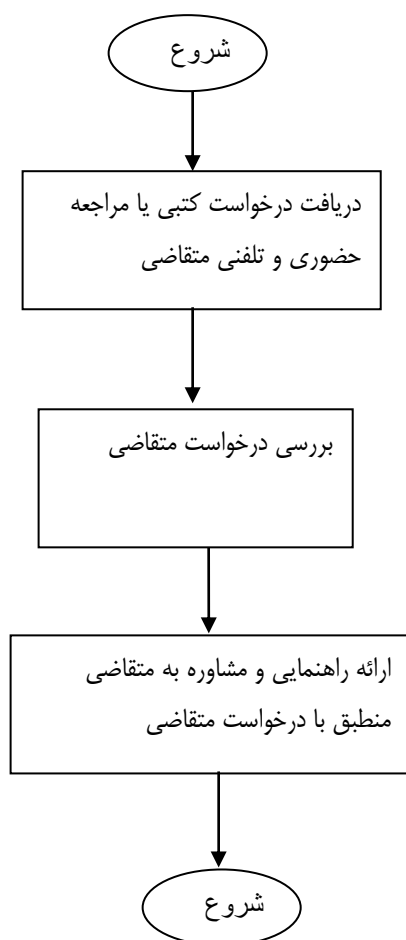 شروع
دریافت درخواست کتبی یا مراجعه
حضوری و تلفنی متقاضی
بررسی درخواست متقاضی
ارائه راهنمایی و مشاوره به متقاضی
منطبق با درخواست متقاضی
شروع